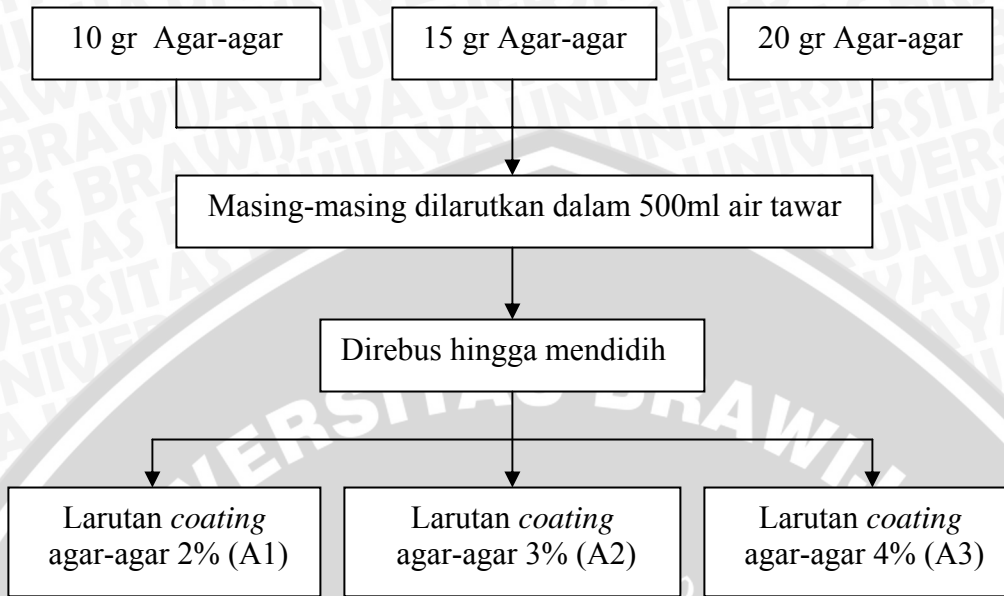 10 gr Agar-agar
15 gr Agar-agar
20 gr Agar-agar
Masing-masing dilarutkan dalam 500ml air tawar
Direbus hingga mendidih
Larutan coating
agar-agar 2% (A1)
Larutan coating
agar-agar 3% (A2)
Larutan coating
agar-agar 4% (A3)